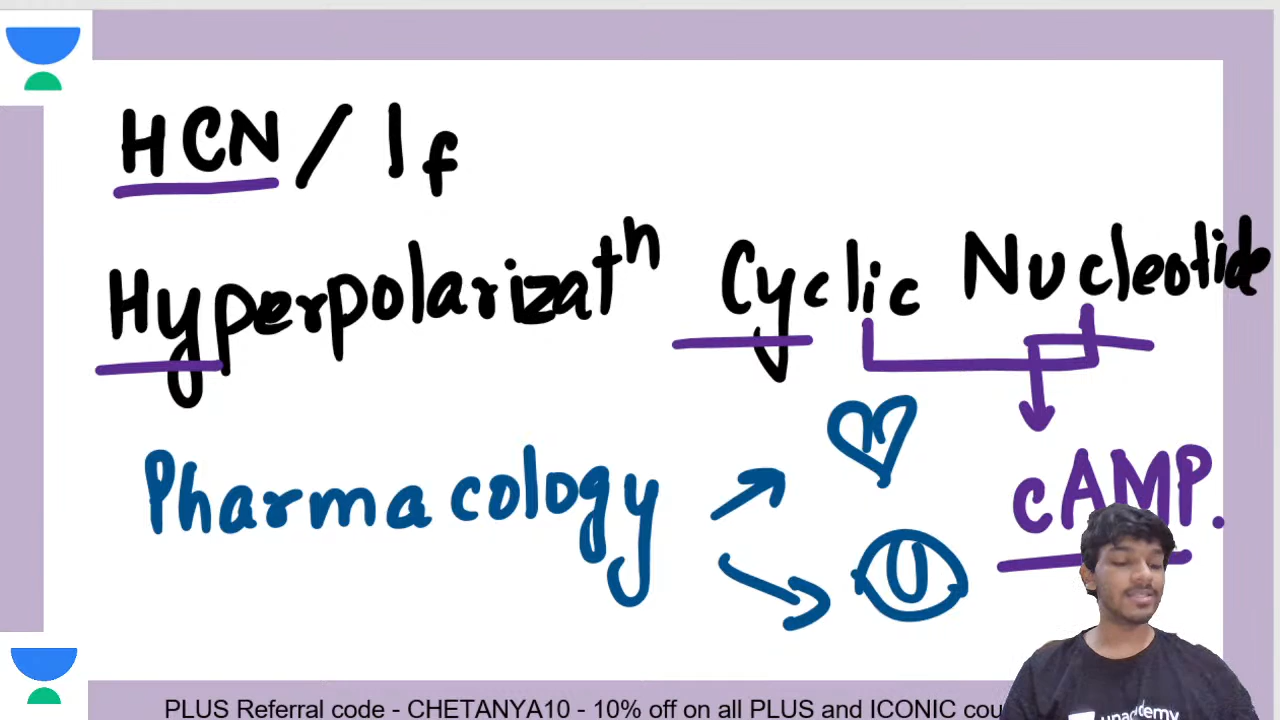 HCN / If
Hyperpolarizatn Cyclic Nucleotide
Pharmacology
cAMP.
unacademy
PLUS Referral code - CHETANYA10 - 10% off on all PLUS and ICONIC cou